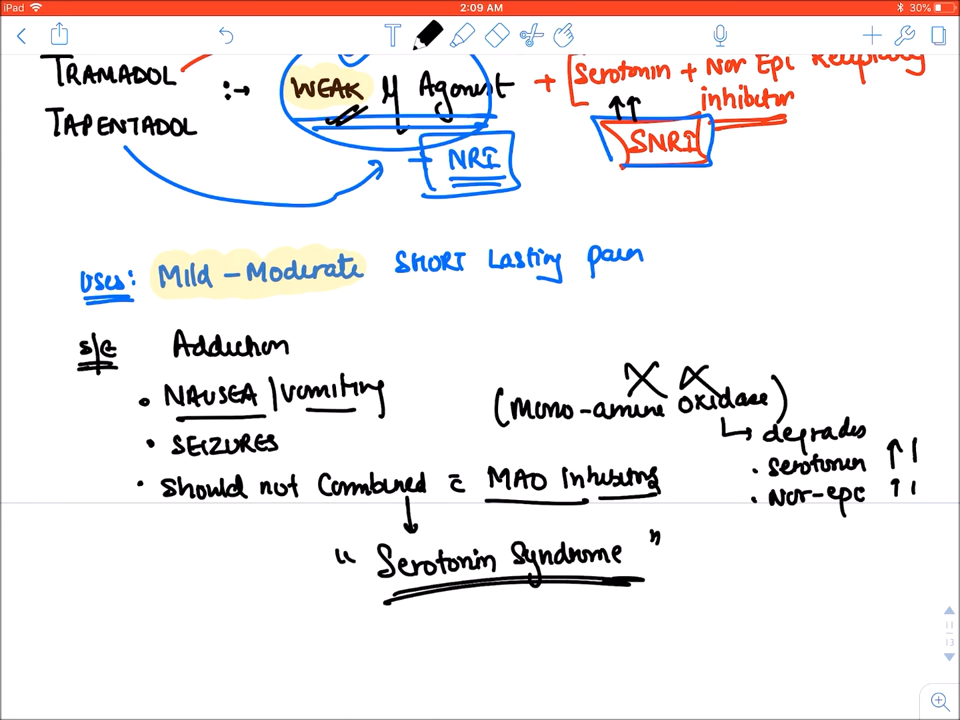 iPad 2:09 AM 30%
TRAMADOL :→ WEAK μ Agonist + [Serotonin + Nor Epi
TAPENTADOL ↑↑ inhibitor
+ NRI SNRI
Uses: Mild - Moderate SHORT Lasting pain
S/E Addiction
• NAUSEA / Vomiting
(Mono-amine oxidase)
• SEIZURES
↳ degrades
• Serotonin ↑ |
• Should not Combined c̄ MAO
• Nor-epi ↑ ↓
↓
" Serotonin Syndrome "
11
13